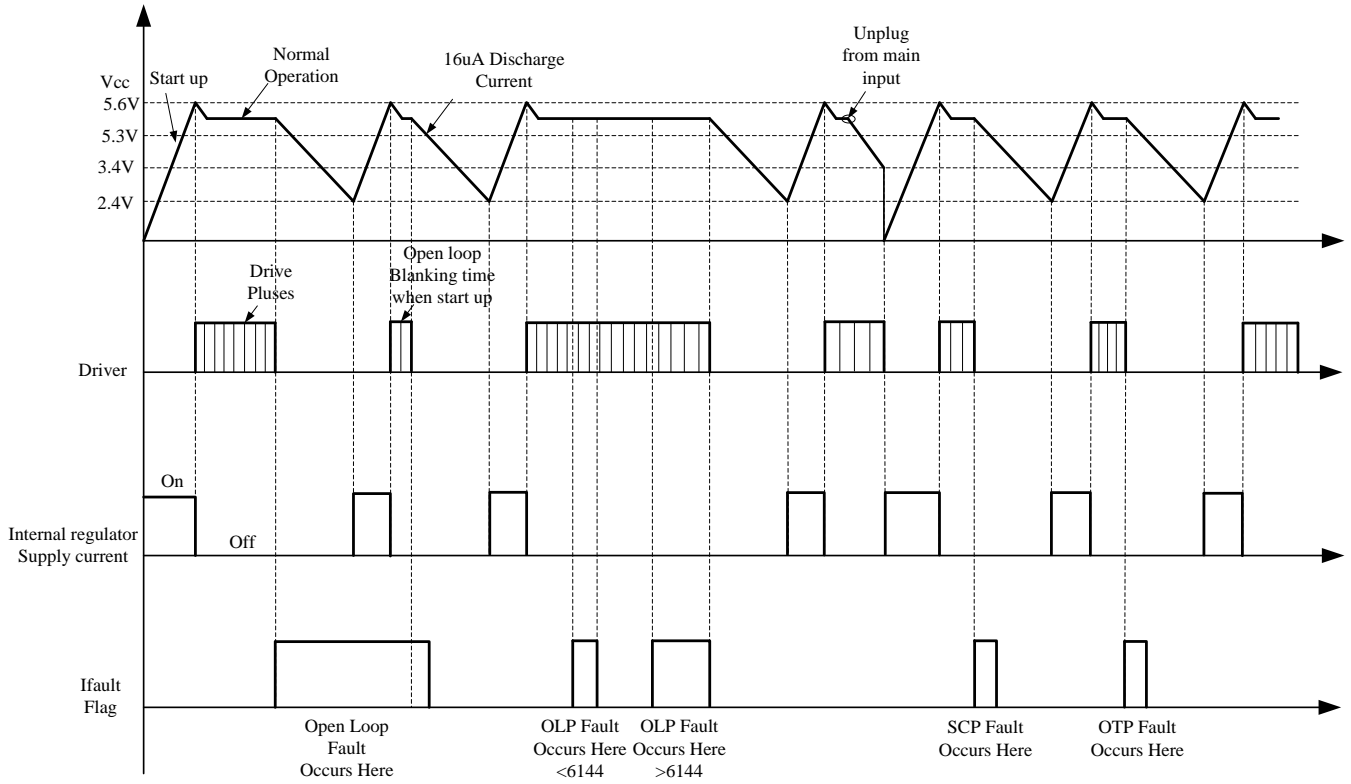 Vcc
5.6V
5.3V
3.4V
2.4V
Start up
Normal
Operation
16uA Discharge
Current
Unplug
from main
input
Driver
Drive
Pluses
Open loop
Blanking time
when start up
Internal regulator
Supply current
On
Off
Ifault
Flag
Open Loop
Fault
Occurs Here
OLP Fault
Occurs Here
<6144
OLP Fault
Occurs Here
>6144
SCP Fault
Occurs Here
OTP Fault
Occurs Here